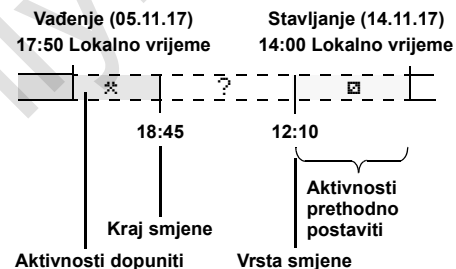 Vađenje (05.11.17) Stavljanje (14.11.17)
17:50 Lokalno vrijeme 14:00 Lokalno vrijeme
?
18:45 12:10
Aktivnosti
prethodno
postaviti
Kraj smjene
Aktivnosti dopuniti Vrsta smjene